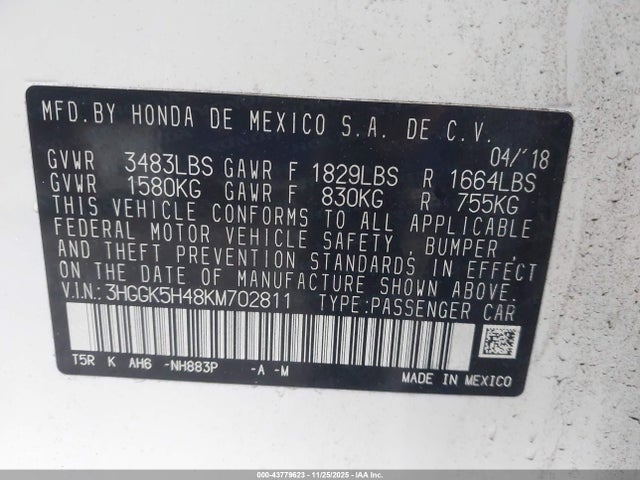 MFD. BY HONDA DE MEXICO S.A. DE C.V.
04/'18
GVWR 3483LBS GAWR F 1829LBS R 1664LBS
GVWR 1580KG GAWR F 830KG R 755KG
THIS VEHICLE CONFORMS TO ALL APPLICABLE
FEDERAL MOTOR VEHICLE SAFETY, BUMPER,
AND THEFT PREVENTION STANDARDS IN EFFECT
ON THE DATE OF MANUFACTURE SHOWN ABOVE.
V.I.N.: 3HGGK5H48KM702811 TYPE:PASSENGER CAR
T5R K AH6 -NH883P -A -M
MADE IN MEXICO
000-43779623 | 11/25/2025 - IAA Inc.